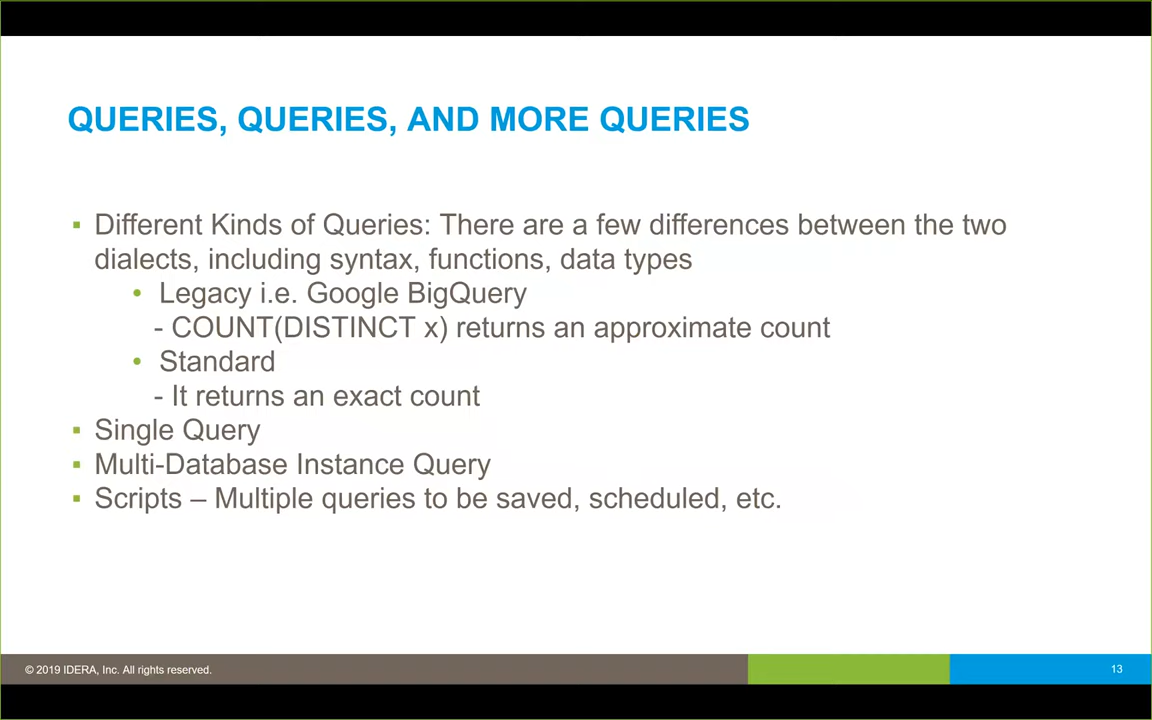 QUERIES, QUERIES, AND MORE QUERIES
▪ Different Kinds of Queries: There are a few differences between the two
dialects, including syntax, functions, data types
• Legacy i.e. Google BigQuery
- COUNT(DISTINCT x) returns an approximate count
• Standard
- It returns an exact count
▪ Single Query
▪ Multi-Database Instance Query
▪ Scripts – Multiple queries to be saved, scheduled, etc.
© 2019 IDERA, Inc. All rights reserved.
13